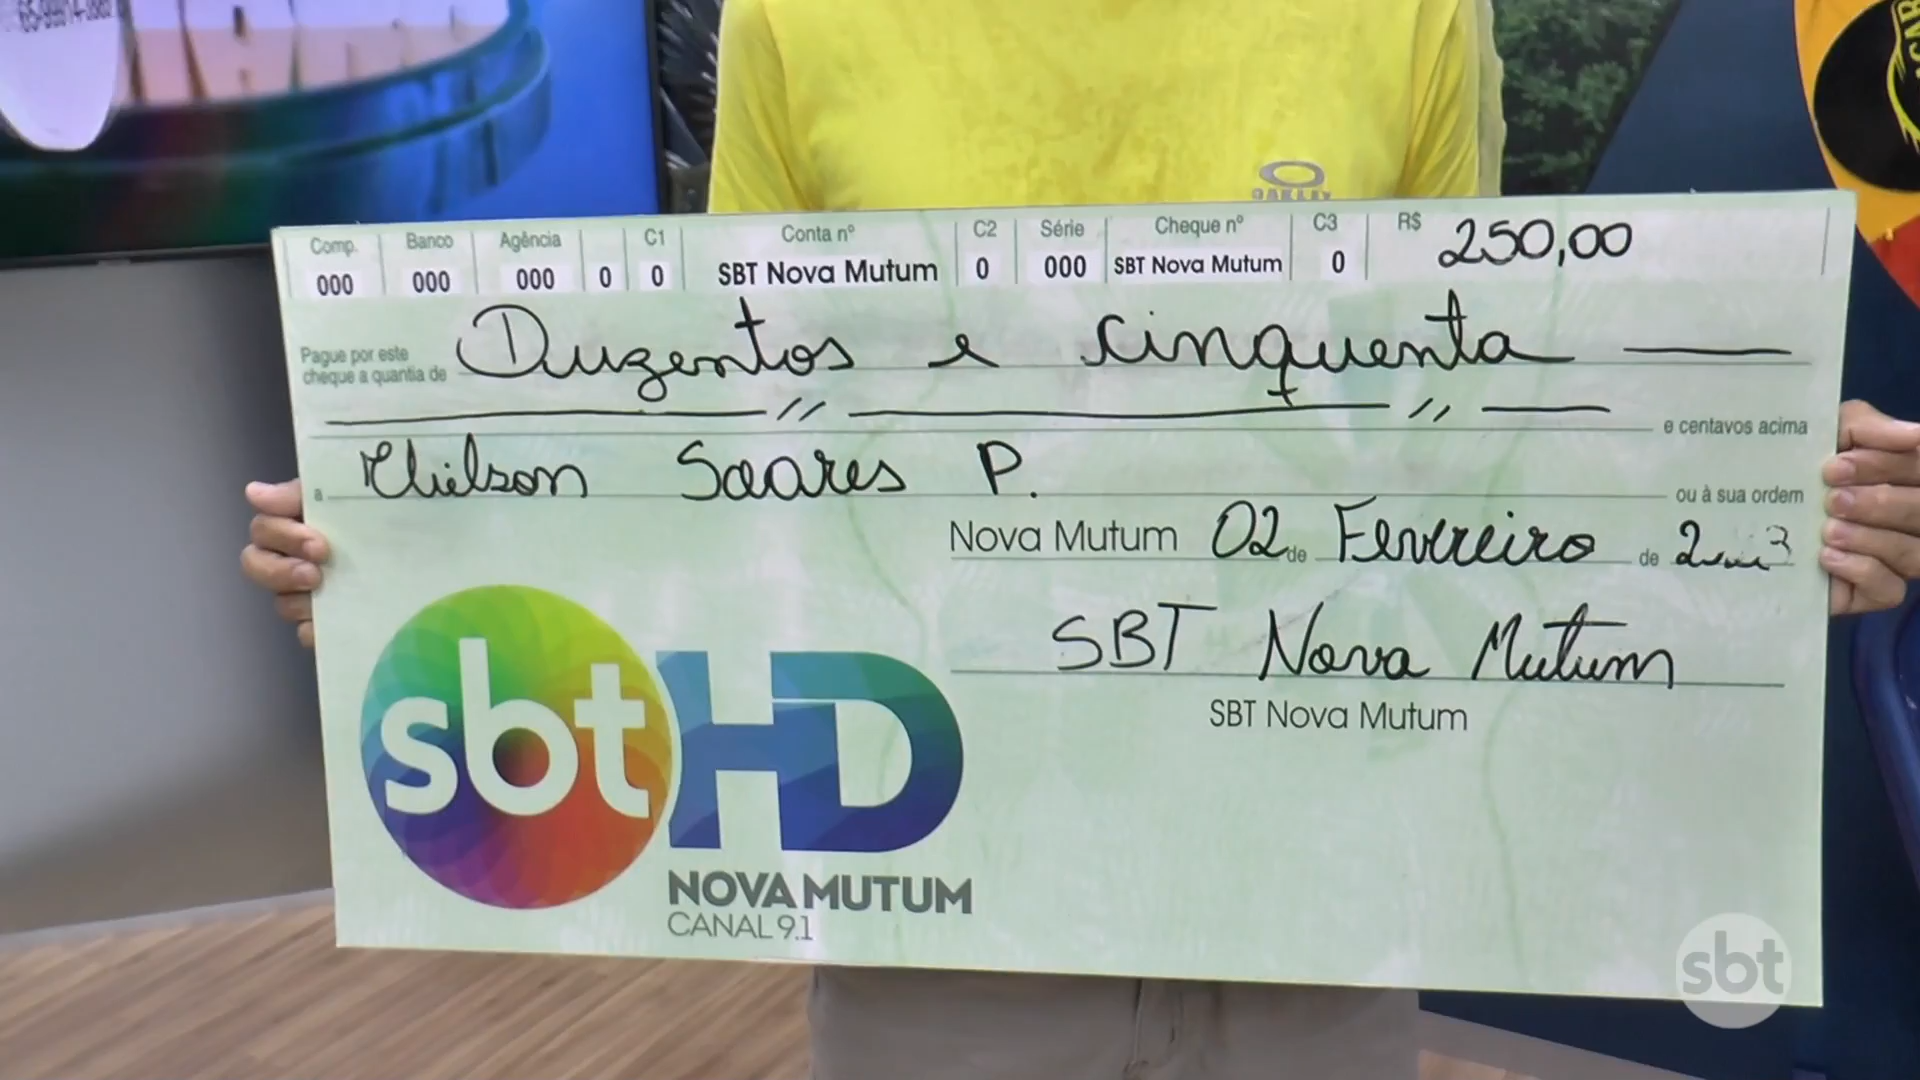 Comp. Banco Agência C1 Conta nº C2 Série Cheque nº C3 R$ 250,00
000 000 000 0 0 SBT Nova Mutum 0 000 SBT Nova Mutum 0
Pague por este
cheque a quantia de Duzentos e cinquenta
e centavos acima
a Elielson Soares P. ou à sua ordem
Nova Mutum 02 de Fevereiro de
SBT Nova Mutum
SBT Nova Mutum
sbt HD
NOVA MUTUM
CANAL 9.1
OAKLEY
sbt